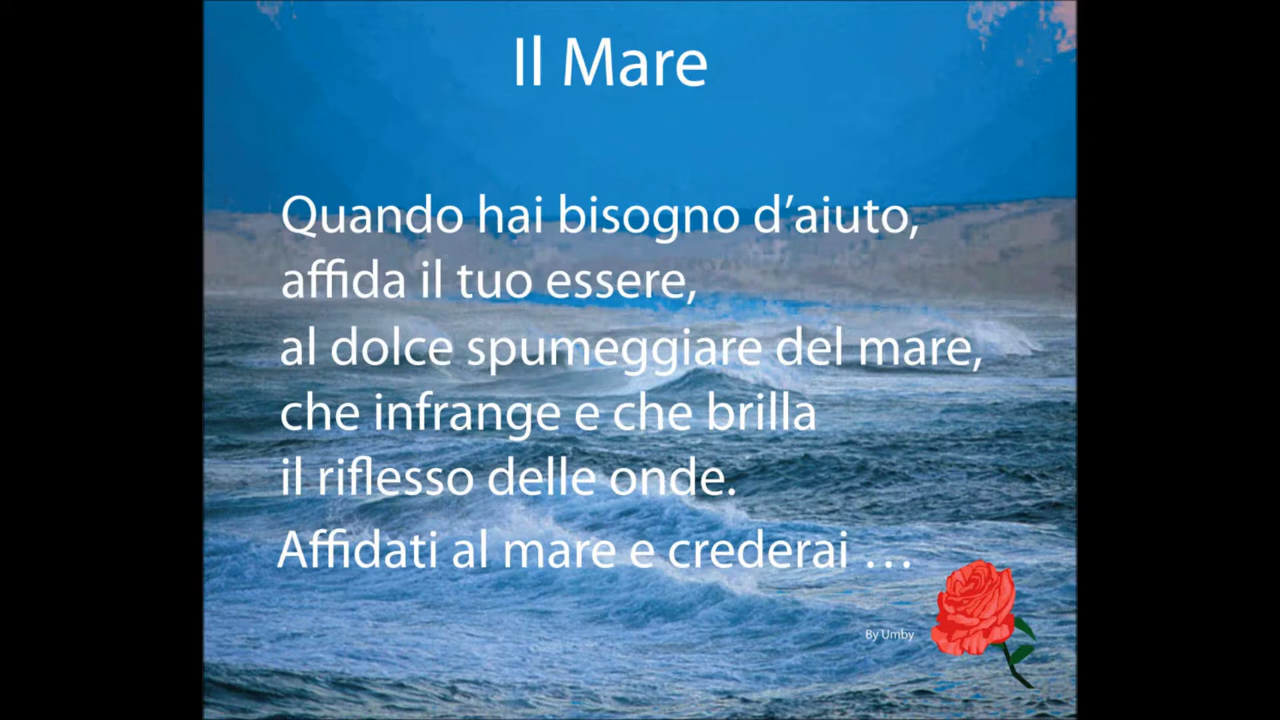 Il Mare
Quando hai bisogno d’aiuto,
affida il tuo essere,
al dolce spumeggiare del mare,
che infrange e che brilla
il riflesso delle onde.
Affidati al mare e crederai ...
By Umby